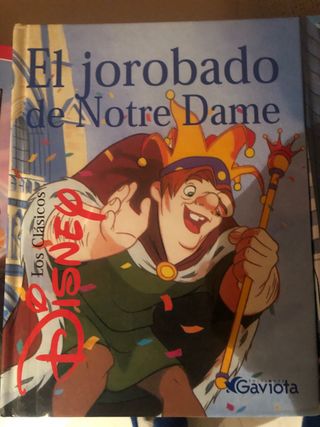 El jorobado
de Notre Dame
Los Clásicos
DISNEY
Gaviota